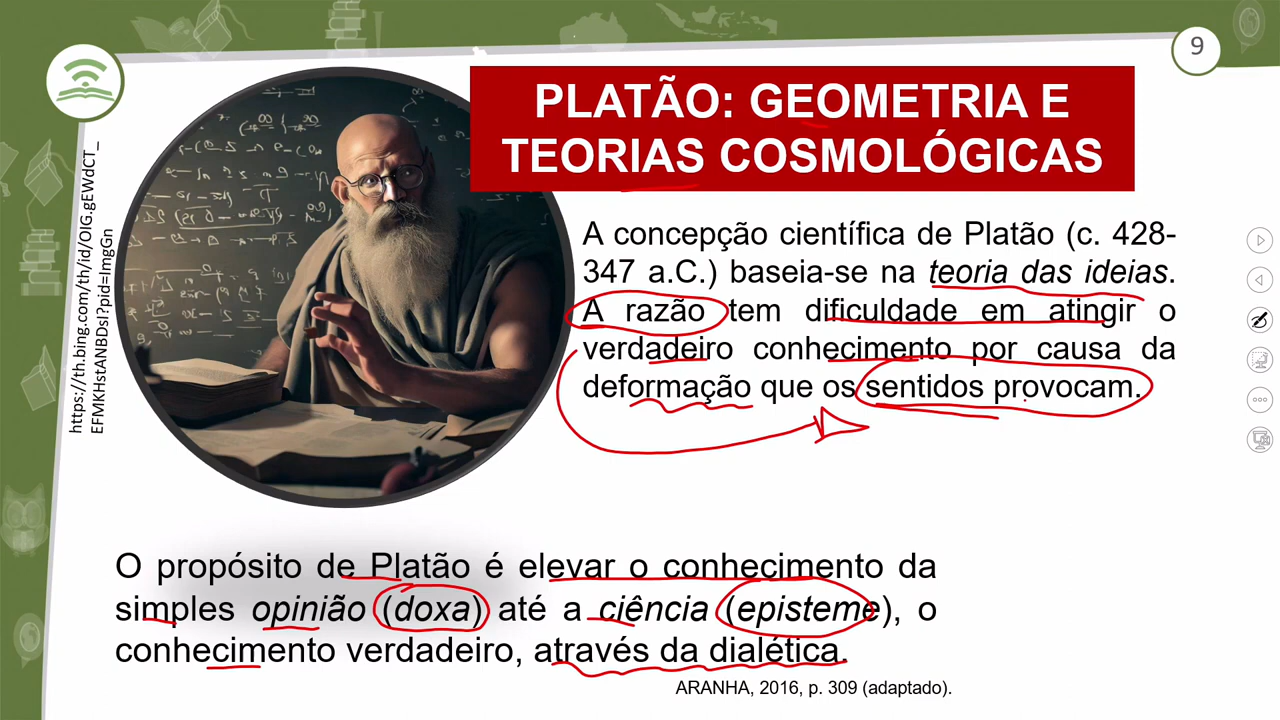 9
PLATÃO: GEOMETRIA E
TEORIAS COSMOLÓGICAS
https://th.bing.com/th/id/OIG.gEWdCT_
EFMKHstANBDsI?pid=ImgGn
A concepção científica de Platão (c. 428-
347 a.C.) baseia-se na teoria das ideias.
A razão tem dificuldade em atingir o
verdadeiro conhecimento por causa da
deformação que os sentidos provocam.
O propósito de Platão é elevar o conhecimento da
simples opinião (doxa) até a ciência (episteme), o
conhecimento verdadeiro, através da dialética.
ARANHA, 2016, p. 309 (adaptado).